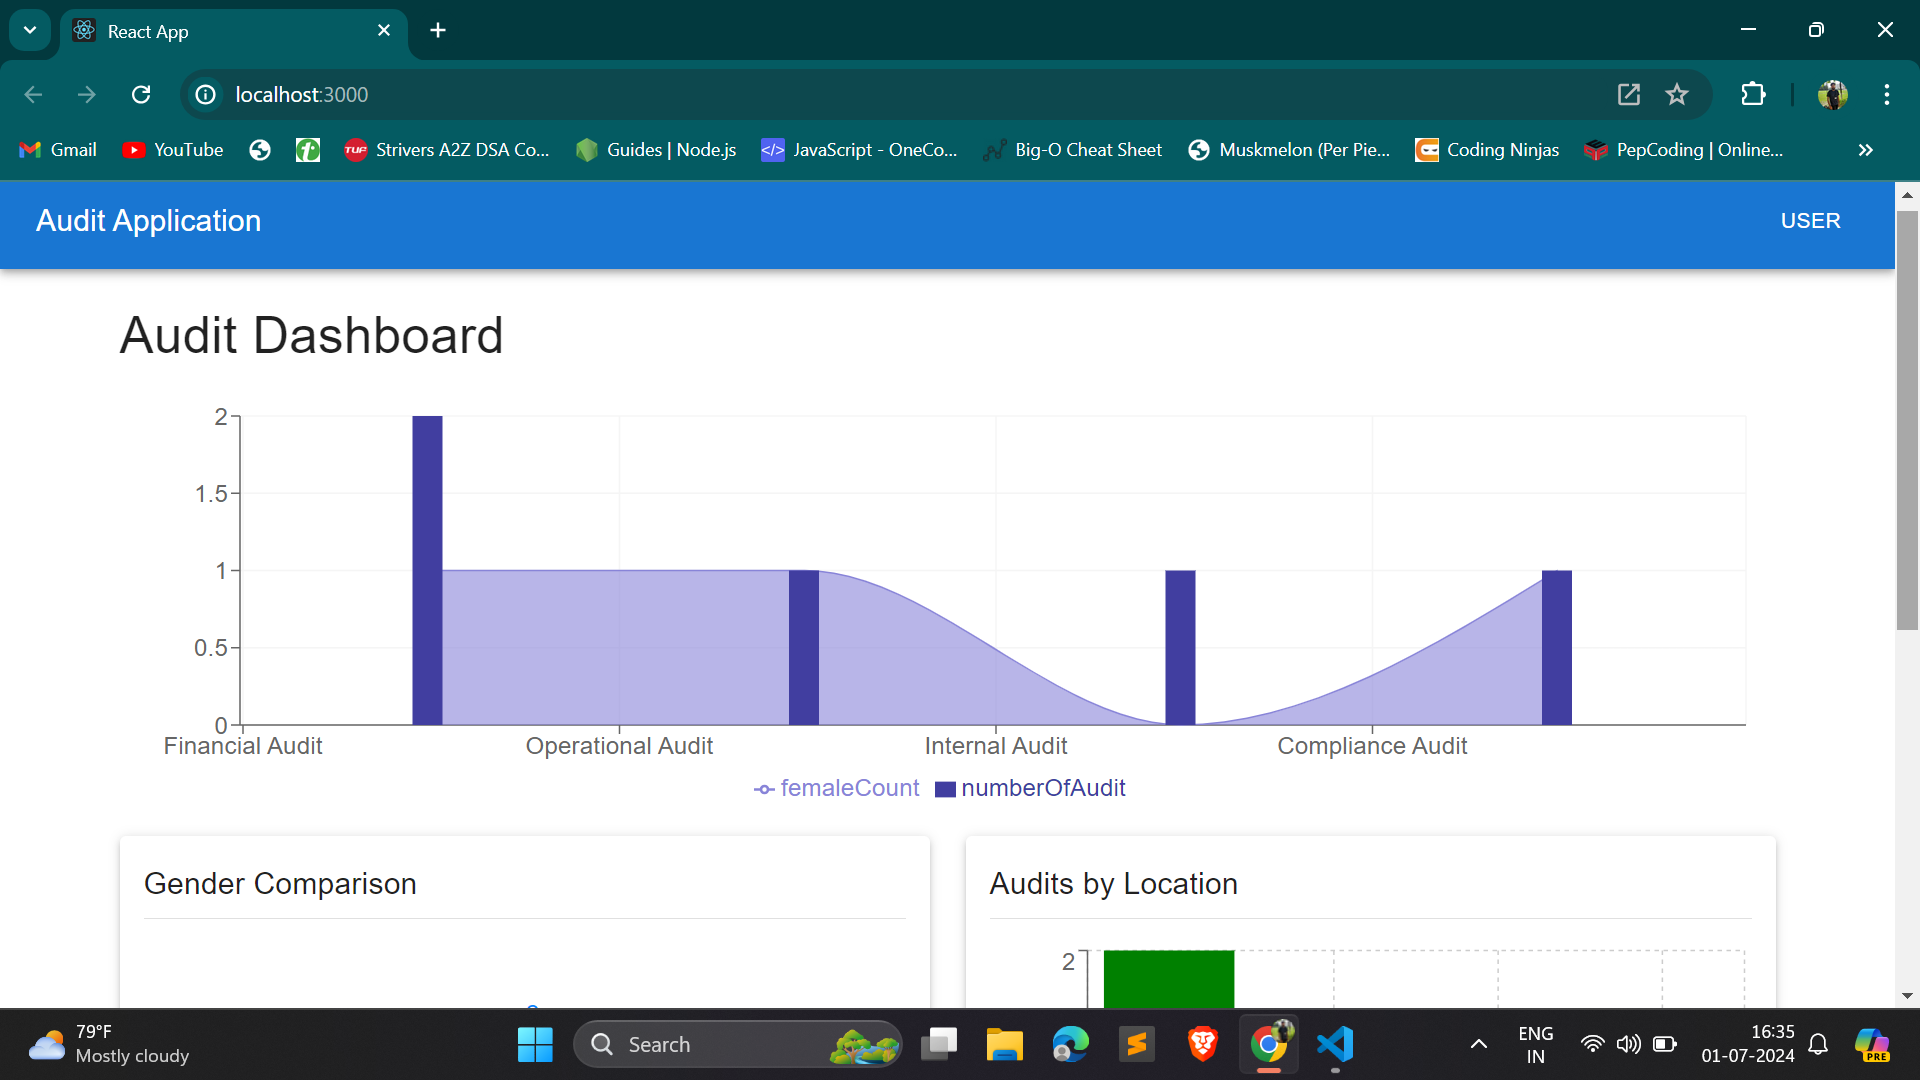 React App
localhost:3000
Gmail
YouTube
TUF
Strivers A2Z DSA Co...
Guides | Node.js
</>
JavaScript - OneCo...
Big-O Cheat Sheet
Muskmelon (Per Pie...
Coding Ninjas
PepCoding | Online...
Audit Application
USER
Audit Dashboard
2
1.5
1
0.5
0
Financial Audit
Operational Audit
Internal Audit
Compliance Audit
femaleCount
numberOfAudit
Gender Comparison
Audits by Location
2
79°F
Mostly cloudy
Search
ENG
IN
16:35
01-07-2024
PRE